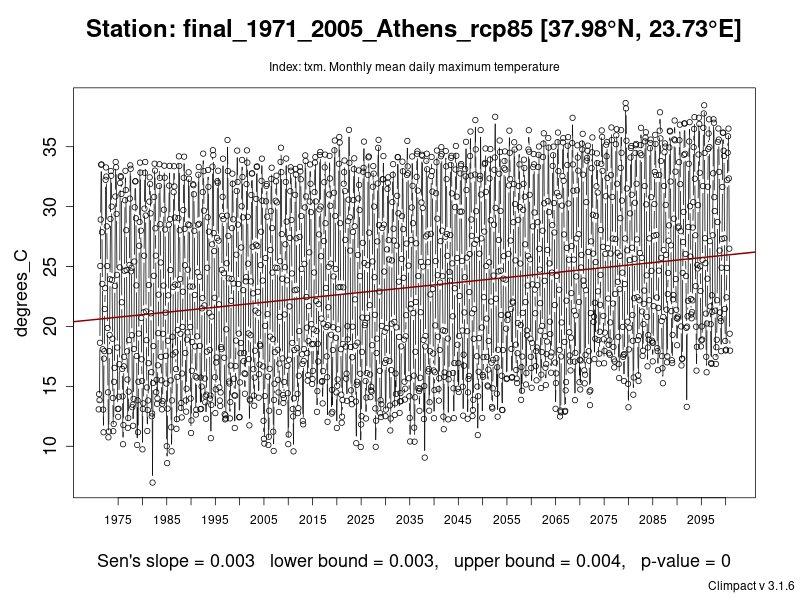 Station: final_1971_2005_Athens_rcp85 [37.98°N, 23.73°E]
Index: txm. Monthly mean daily maximum temperature
degrees_C
35
30
25
20
15
10
1975 1985 1995 2005 2015 2025 2035 2045 2055 2065 2075 2085 2095
Sen's slope = 0.003 lower bound = 0.003, upper bound = 0.004, p-value = 0
Climpact v 3.1.6